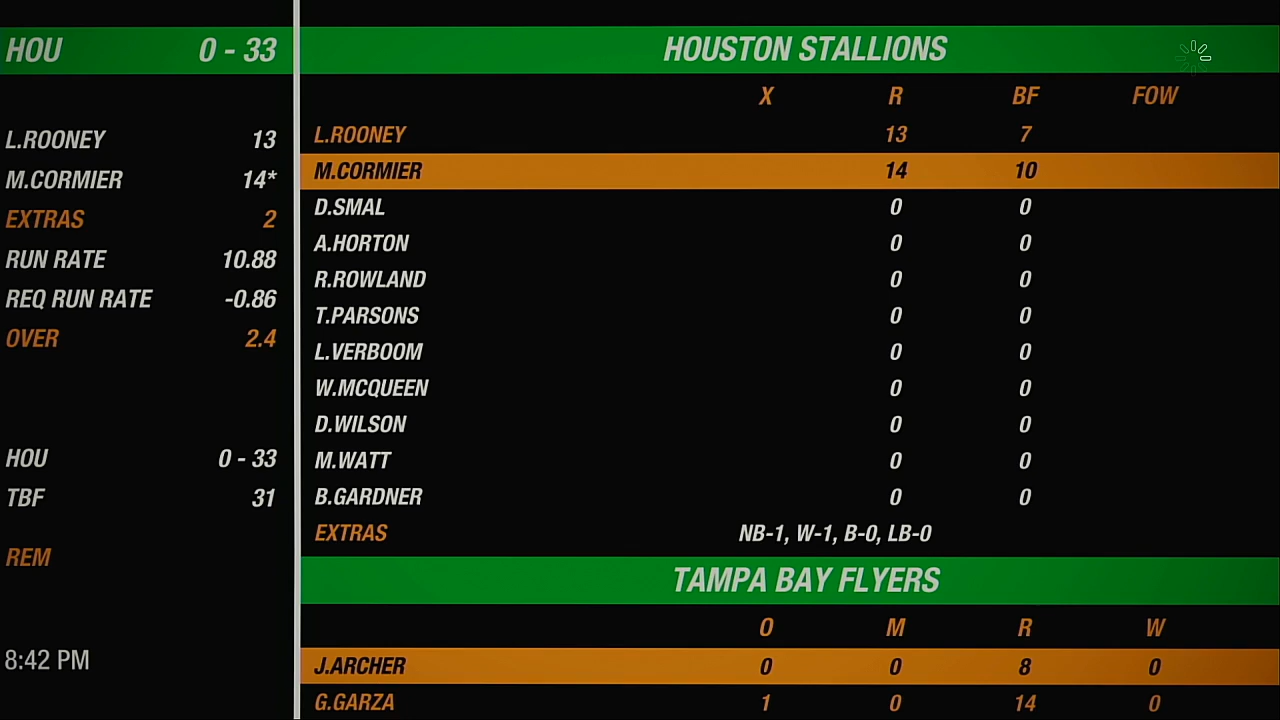 HOU 0 - 33
L.ROONEY 13
M.CORMIER 14*
EXTRAS 2
RUN RATE 10.88
REQ RUN RATE -0.86
OVER 2.4
HOU 0 - 33
TBF 31
REM
8:42 PM
HOUSTON STALLIONS
X R BF FOW
L.ROONEY 13 7
M.CORMIER 14 10
D.SMAL 0 0
A.HORTON 0 0
R.ROWLAND 0 0
T.PARSONS 0 0
L.VERBOOM 0 0
W.MCQUEEN 0 0
D.WILSON 0 0
M.WATT 0 0
B.GARDNER 0 0
EXTRAS NB-1, W-1, B-0, LB-0
TAMPA BAY FLYERS
O M R W
J.ARCHER 0 0 8 0
G.GARZA 1 0 14 0